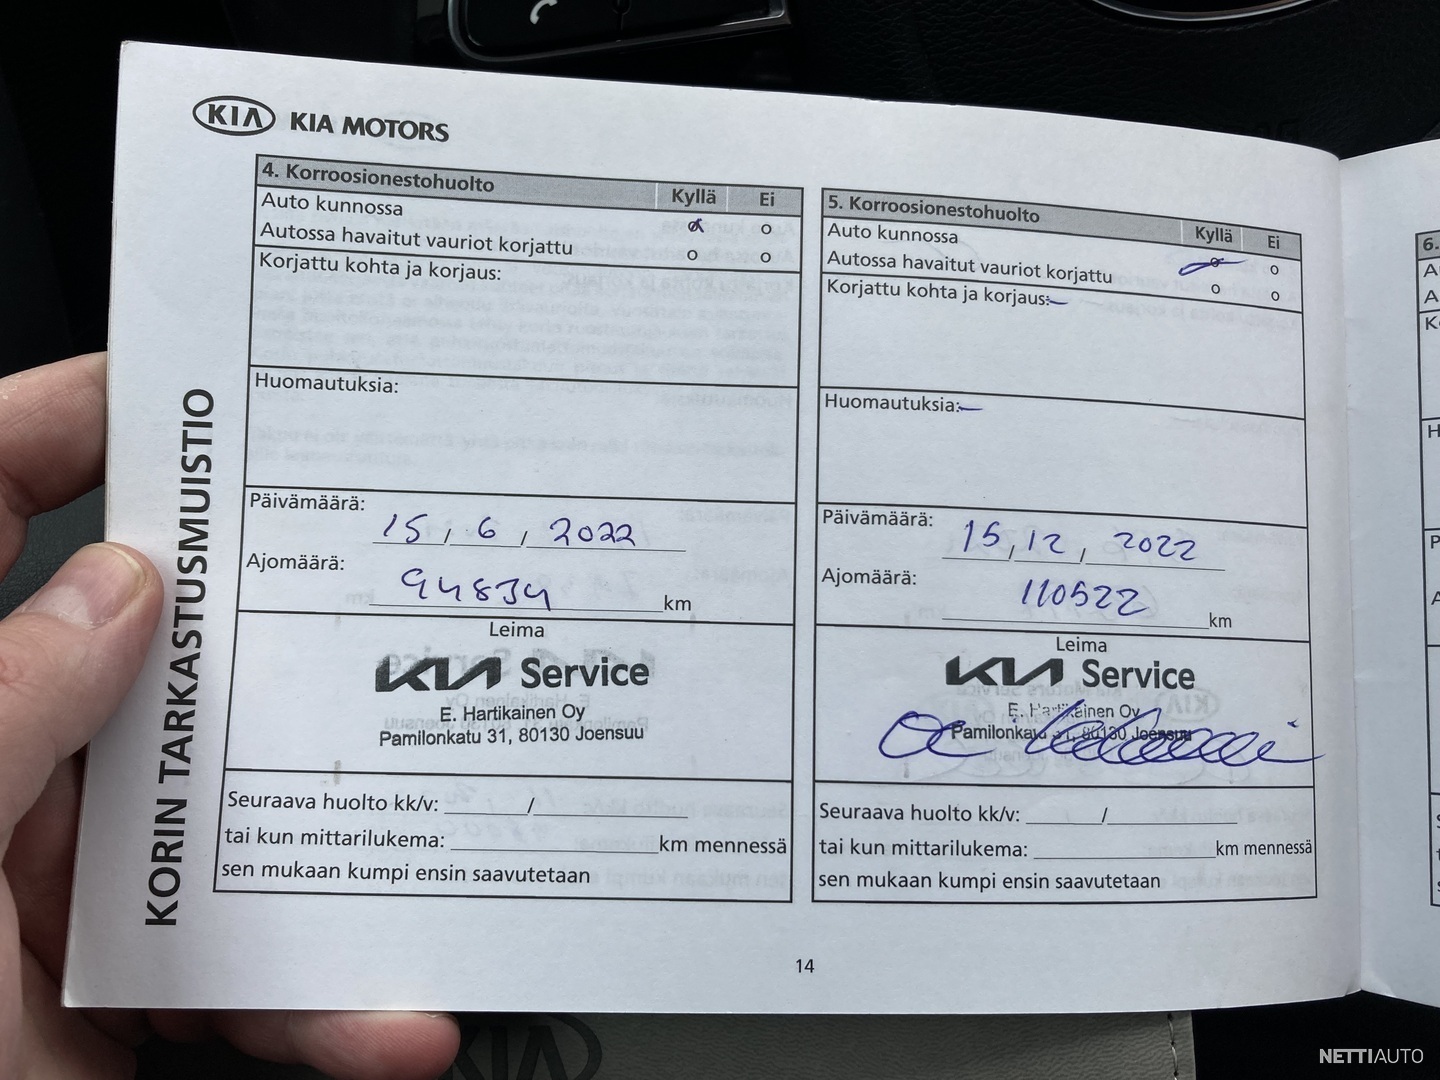 KIA KIA MOTORS
KORIN TARKASTUSMUISTIO
4. Korroosionestohuolto Kyllä Ei
Auto kunnossa o o
Autossa havaitut vauriot korjattu o o
Korjattu kohta ja korjaus:
Huomautuksia:
Päivämäärä: 15, 6, 2022
Ajomäärä: 94834 km
Leima
KIA Service
E. Hartikainen Oy
Pamilonkatu 31, 80130 Joensuu
Seuraava huolto kk/v: /
tai kun mittarilukema: km mennessä
sen mukaan kumpi ensin saavutetaan
5. Korroosionestohuolto Kyllä Ei
Auto kunnossa o o
Autossa havaitut vauriot korjattu o o
Korjattu kohta ja korjaus: –
Huomautuksia: –
Päivämäärä: 15, 12, 2022
Ajomäärä: 110522 km
Leima
KIA Service
E. Hartikainen Oy
Pamilonkatu 31, 80130 Joensuu
Seuraava huolto kk/v: /
tai kun mittarilukema: km mennessä
sen mukaan kumpi ensin saavutetaan
14
6.
KIA
NETTIAUTO